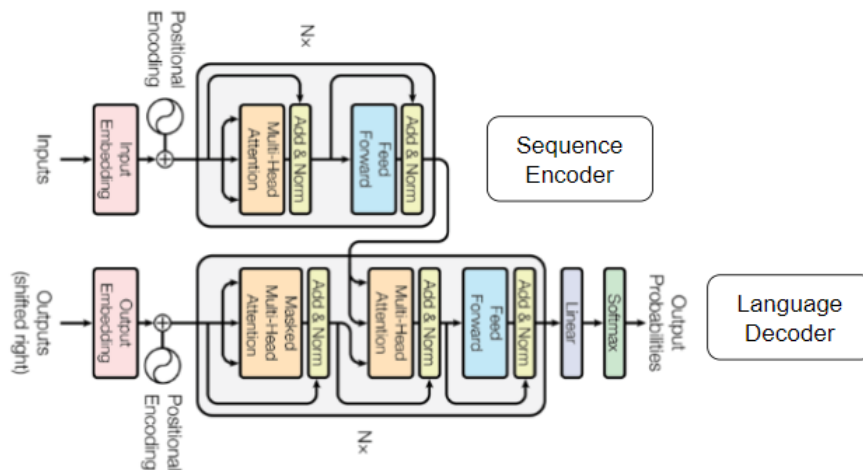 Positional
Encoding
Nx
Inputs
Input
Embedding
Multi-Head
Attention
Add & Norm
Feed
Forward
Add & Norm
Sequence
Encoder
Outputs
(shifted right)
Output
Embedding
Positional
Encoding
Masked
Multi-Head
Attention
Add & Norm
Multi-Head
Attention
Add & Norm
Feed
Forward
Add & Norm
Nx
Linear
Softmax
Output
Probabilities
Language
Decoder